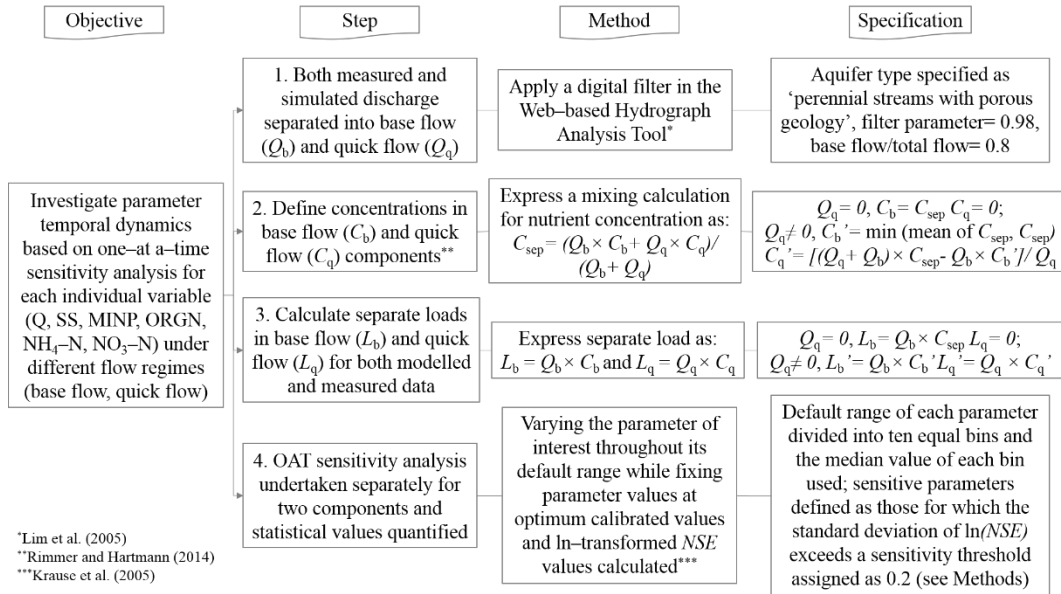 Objective
Step
Method
Specification
Investigate parameter
temporal dynamics
based on one–at a–time
sensitivity analysis for
each individual variable
(Q, SS, MINP, ORGN,
NH₄–N, NO₃–N) under
different flow regimes
(base flow, quick flow)
1. Both measured and
simulated discharge
separated into base flow
(Qb) and quick flow (Qq)
Apply a digital filter in the
Web–based Hydrograph
Analysis Tool*
Aquifer type specified as
‘perennial streams with porous
geology’, filter parameter= 0.98,
base flow/total flow= 0.8
2. Define concentrations in
base flow (Cb) and quick
flow (Cq) components**
Express a mixing calculation
for nutrient concentration as:
Csep= (Qb× Cb+ Qq× Cq)/
(Qb+ Qq)
Qq= 0, Cb= Csep Cq= 0;
Qq≠ 0, Cb’= min (mean of Csep, Csep)
Cq’= [(Qq+ Qb)× Csep- Qb× Cb’]/ Qq
3. Calculate separate loads
in base flow (Lb) and quick
flow (Lq) for both modelled
and measured data
Express separate load as:
Lb= Qb× Cb and Lq= Qq× Cq
Qq= 0, Lb= Qb× Csep Lq= 0;
Qq≠ 0, Lb’= Qb× Cb’ Lq’= Qq× Cq’
4. OAT sensitivity analysis
undertaken separately for
two components and
statistical values quantified
Varying the parameter of
interest throughout its
default range while fixing
parameter values at
optimum calibrated values
and ln–transformed NSE
values calculated***
Default range of each parameter
divided into ten equal bins and
the median value of each bin
used; sensitive parameters
defined as those for which the
standard deviation of ln(NSE)
exceeds a sensitivity threshold
assigned as 0.2 (see Methods)
*Lim et al. (2005)
**Rimmer and Hartmann (2014)
***Krause et al. (2005)